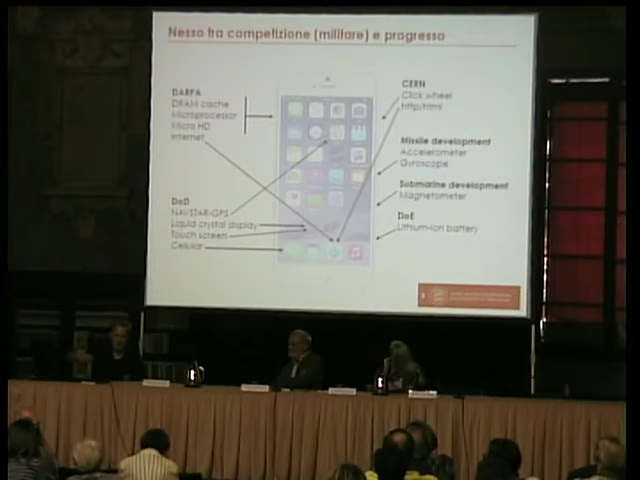 Nesso tra competizione (militare) e progresso
DARPA
DRAM cache
Microprocessor
Micro HD
Internet
DoD
NAVSTAR-GPS
Liquid crystal display
Touch screen
Cellular
CERN
Click wheel
http/html
Missile development
Accelerometer
Gyroscope
Submarine development
Magnetometer
DoE
Lithium-ion battery